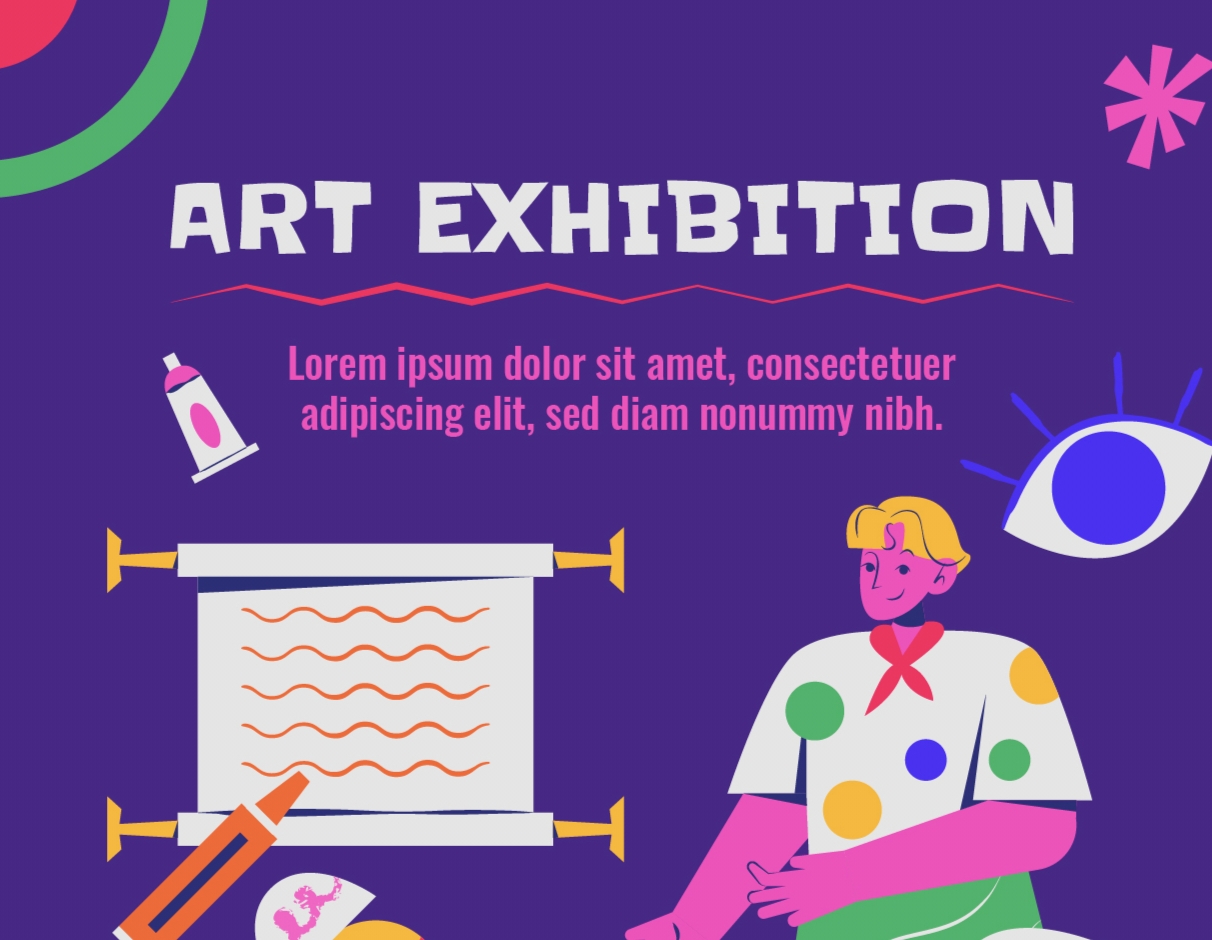 ART EXHIBITION
Lorem ipsum dolor sit amet, consectetuer
adipiscing elit, sed diam nonummy nibh.